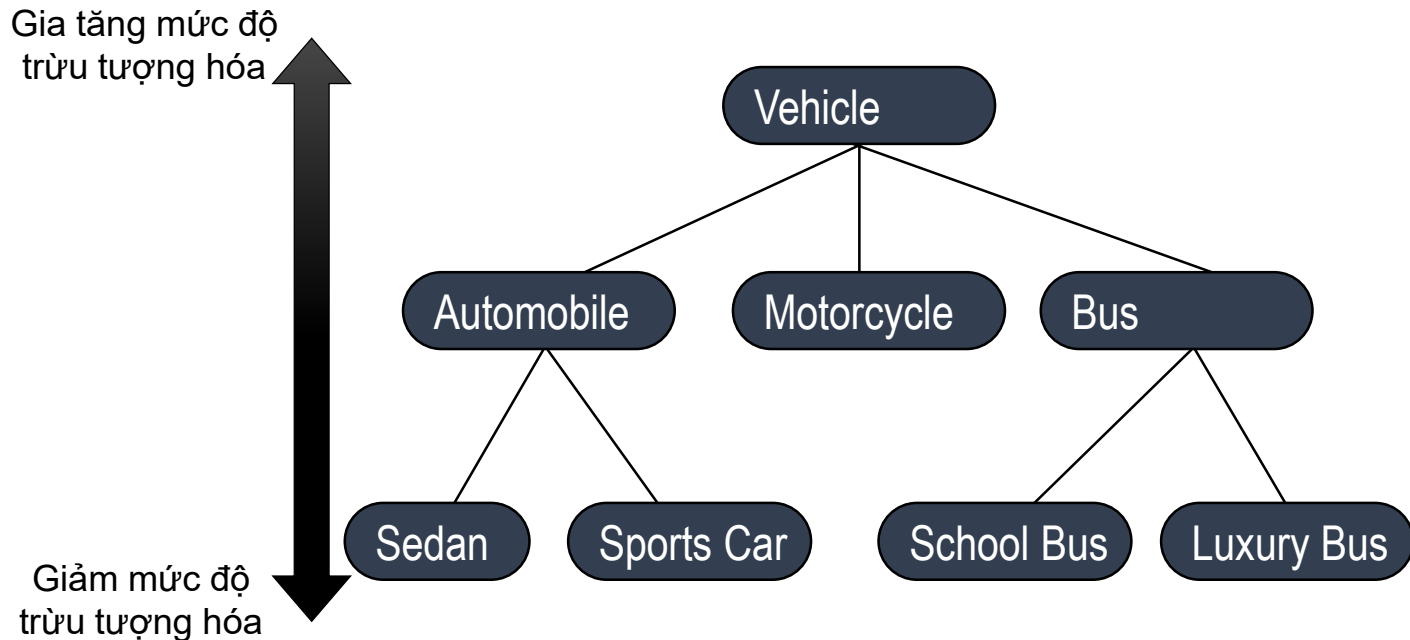 Gia tăng mức độ
trừu tượng hóa
Vehicle
Automobile
Motorcycle
Bus
Sedan
Sports Car
School Bus
Luxury Bus
Giảm mức độ
trừu tượng hóa